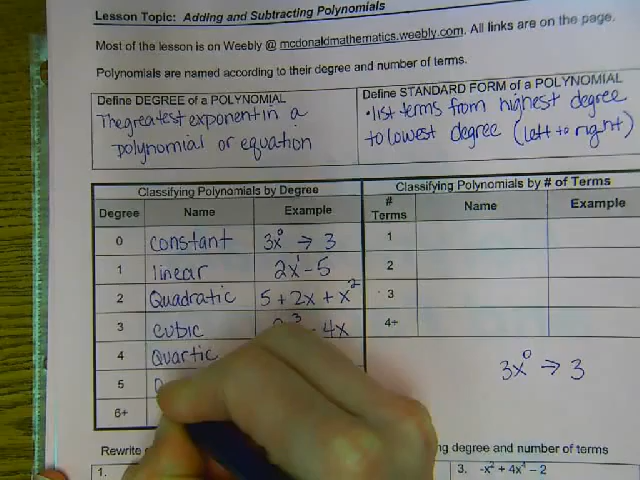 Lesson Topic: Adding and Subtracting Polynomials
Most of the lesson is on Weebly @ mcdonaldmathematics.weebly.com. All links are on the page.
Polynomials are named according to their degree and number of terms.
Define DEGREE of a POLYNOMIAL
The greatest exponent in a
polynomial or equation
Define STANDARD FORM of a POLYNOMIAL
• list terms from highest degree
to lowest degree (left to right)
Classifying Polynomials by Degree
Degree Name Example
0 constant 3x⁰ → 3
1 linear 2x¹ - 5
2 Quadratic 5 + 2x + x²
3 cubic - 4x
4 Quartic
5
6+
Classifying Polynomials by # of Terms
# Terms Name Example
1
2
3
4+
3x⁰ → 3
Rewrite degree and number of terms
1.
3. -x² + 4x⁴ – 2